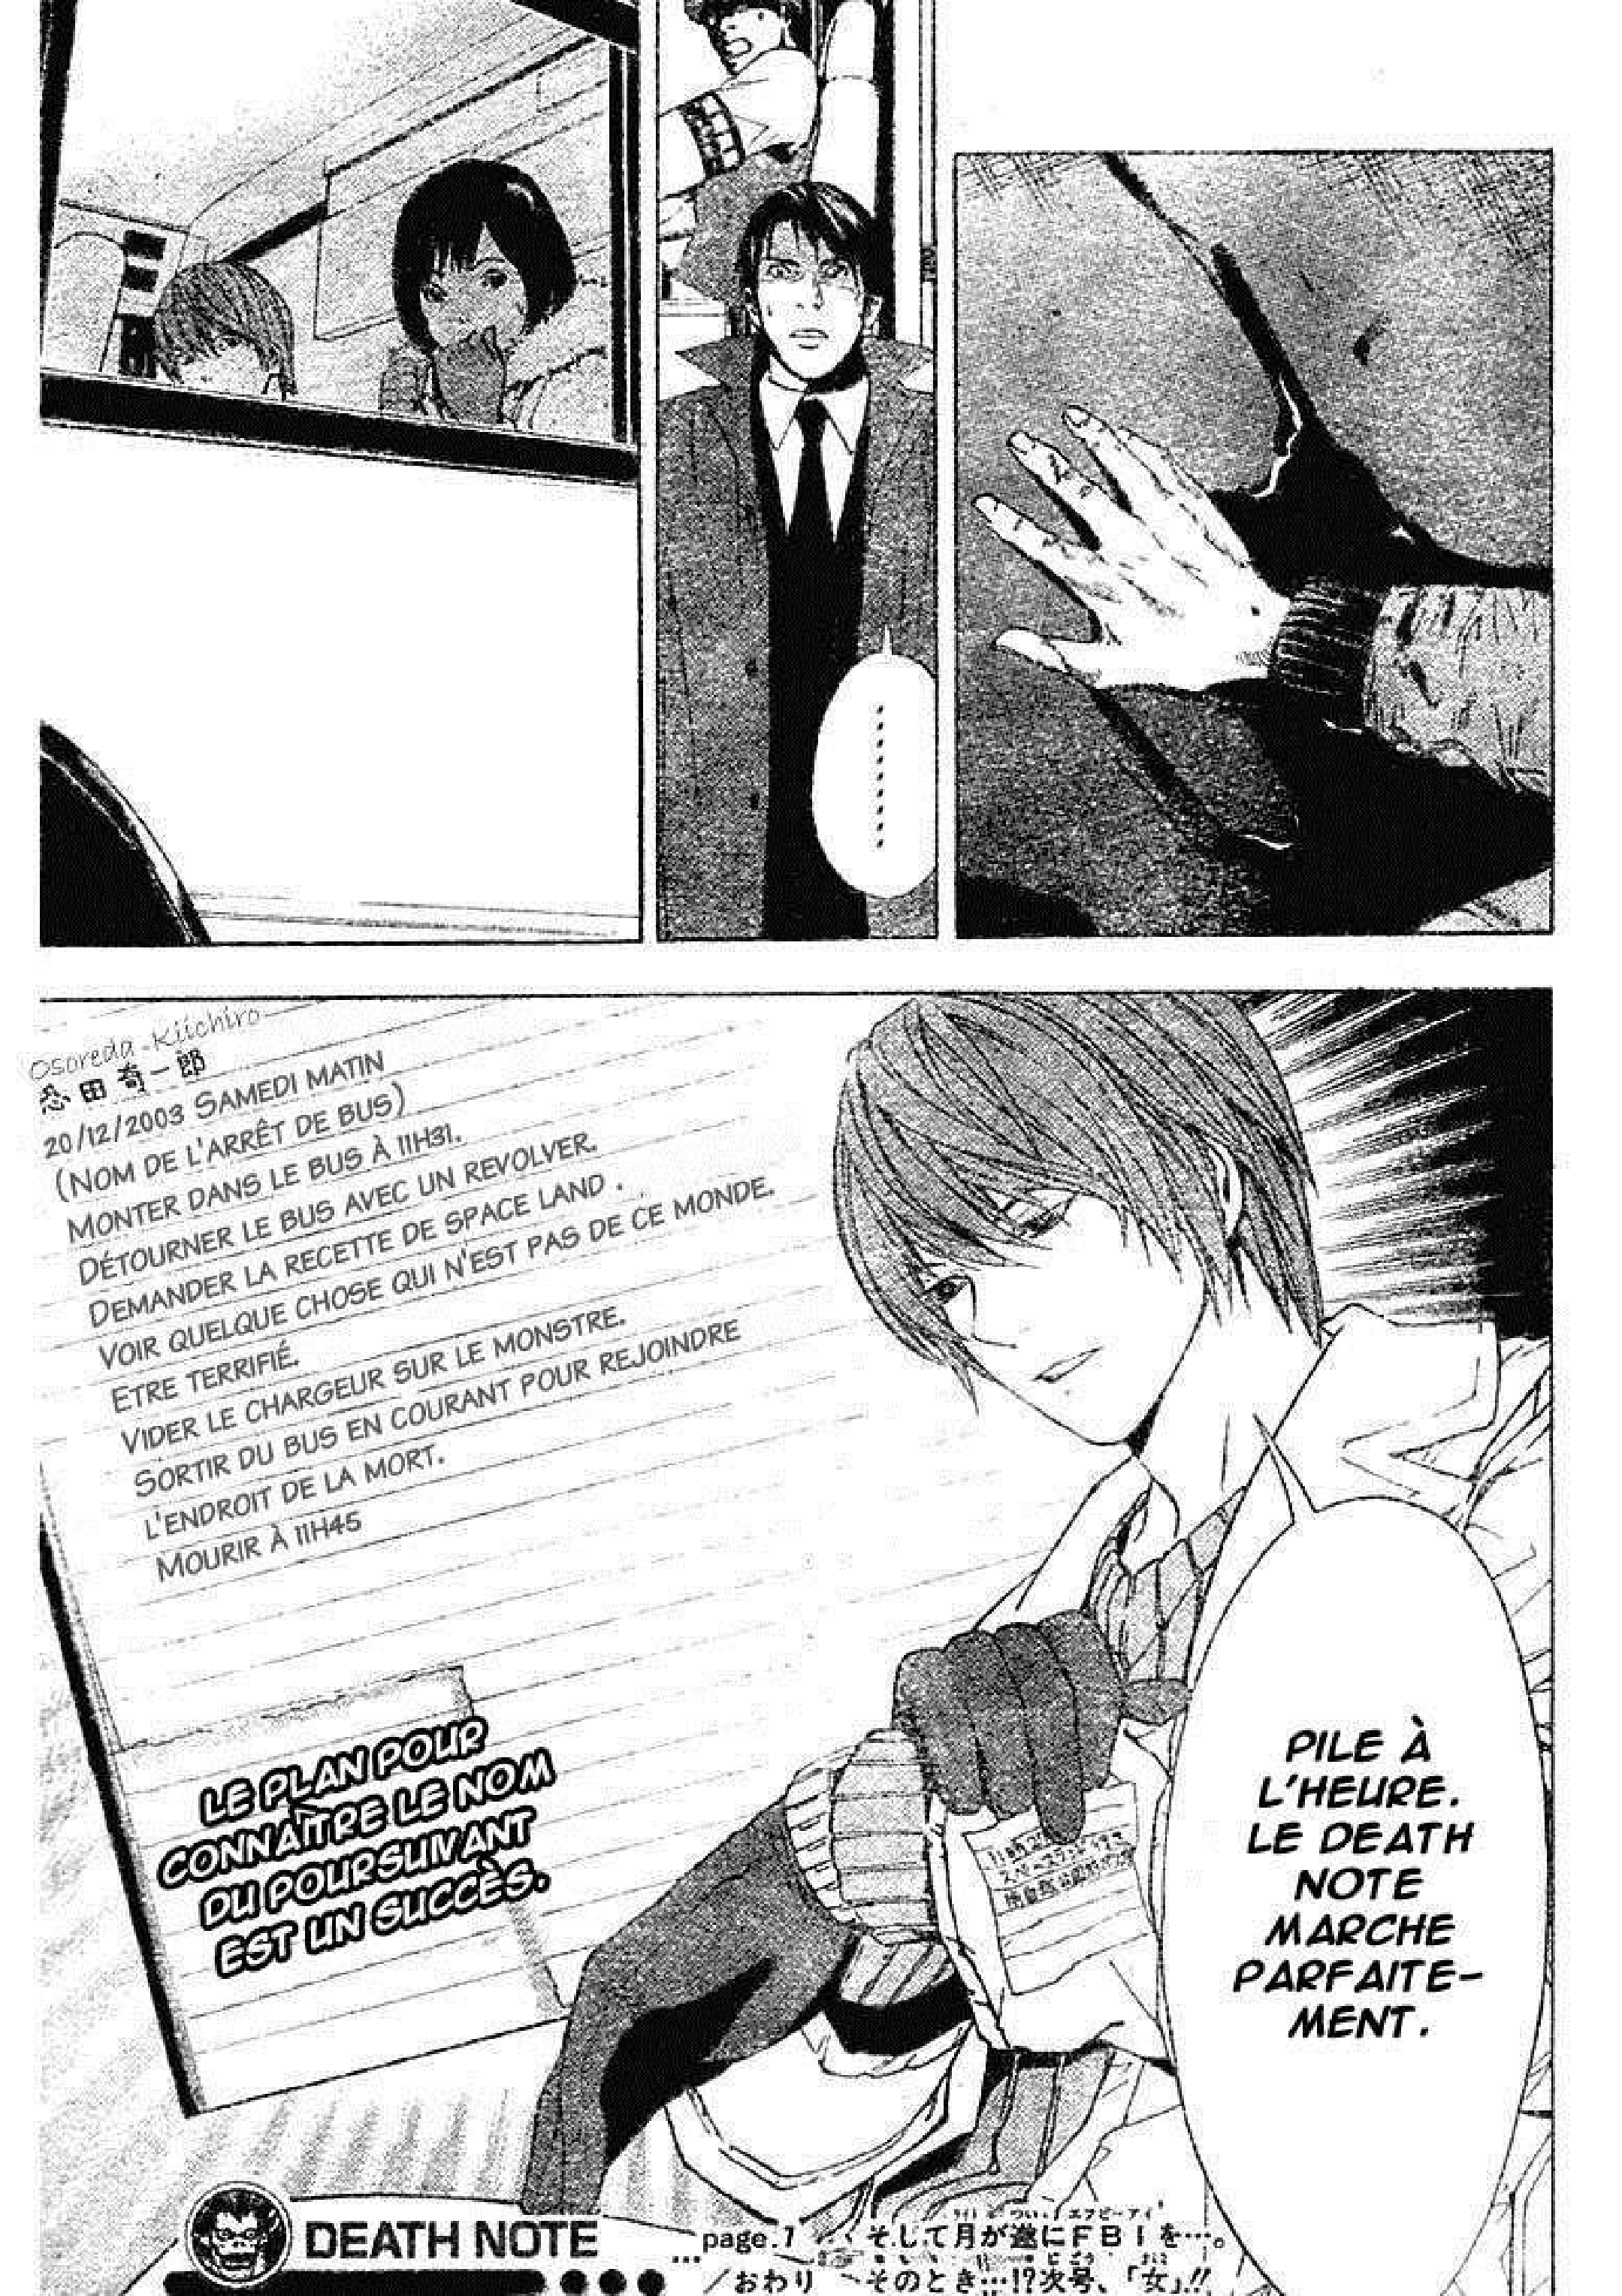 .........
Osoreda Kiichiro
恐田奇一郎
20/12/2003 SAMEDI MATIN
(NOM DE L'ARRÊT DE BUS)
MONTER DANS LE BUS À 11H31.
DÉTOURNER LE BUS AVEC UN REVOLVER.
DEMANDER LA RECETTE DE SPACE LAND .
VOIR QUELQUE CHOSE QUI N'EST PAS DE CE MONDE.
ETRE TERRIFIÉ.
VIDER LE CHARGEUR SUR LE MONSTRE.
SORTIR DU BUS EN COURANT POUR REJOINDRE
L'ENDROIT DE LA MORT.
MOURIR À 11H45
PILE À
L'HEURE.
LE DEATH
NOTE
MARCHE
PARFAITE-
MENT.
LE PLAN POUR
CONNAÎTRE LE NOM
DU POURSUIVANT
EST UN SUCCÈS.
DEATH NOTE
page.7
…／おわり
そして月が遂にFBIを…。
そのとき…!?次号、「女」!!